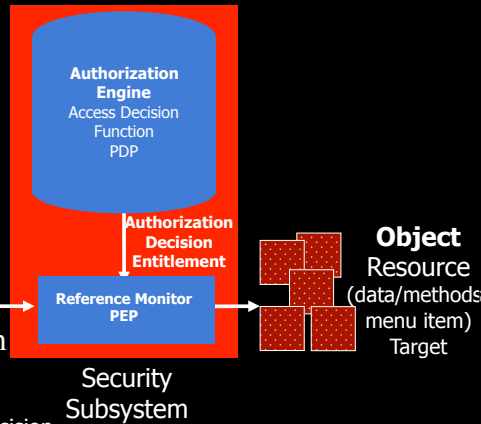 Authorization
Engine
Access Decision
Function
PDP
Authorization
Decision
Entitlement
Reference Monitor
PEP
Object
Resource
(data/methods
menu item)
Target
Security
Subsystem